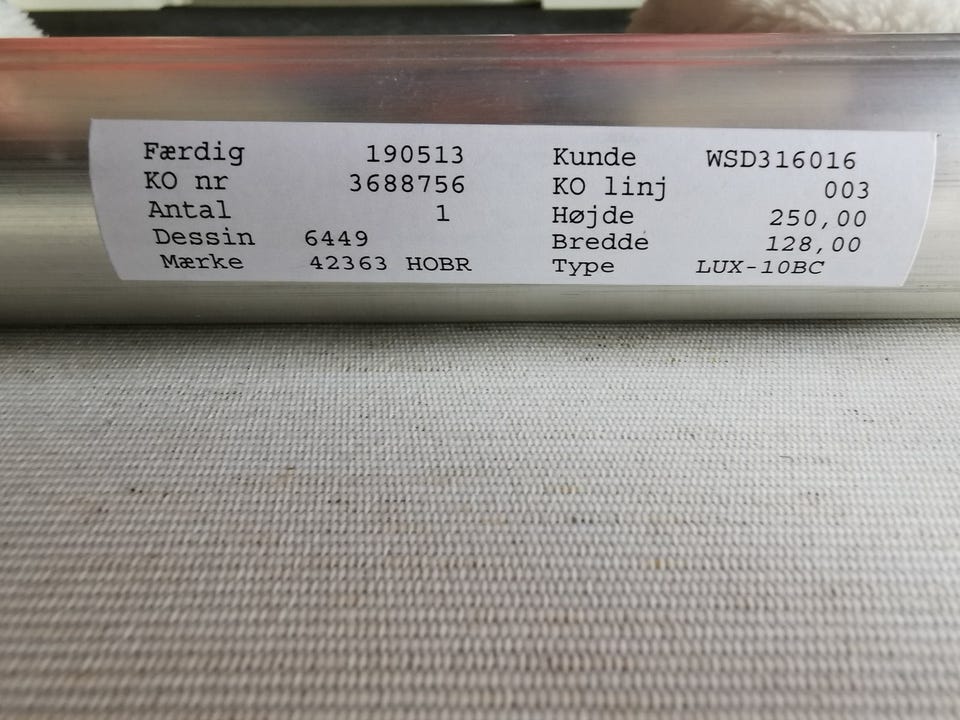 Færdig 190513 Kunde WSD316016
KO nr 3688756 KO linj 003
Antal 1 Højde 250,00
Dessin 6449 Bredde 128,00
Mærke 42363 HOBR Type LUX-10BC